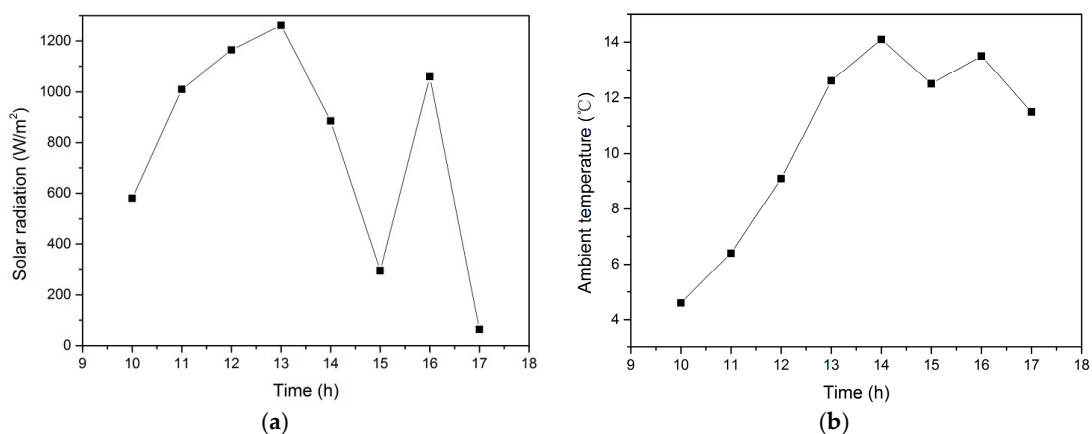 Solar radiation (W/m²)
1200
1000
800
600
400
200
0
9 10 11 12 13 14 15 16 17 18
Time (h)
(a)
Ambient temperature (℃)
14
12
10
8
6
4
9 10 11 12 13 14 15 16 17 18
Time (h)
(b)